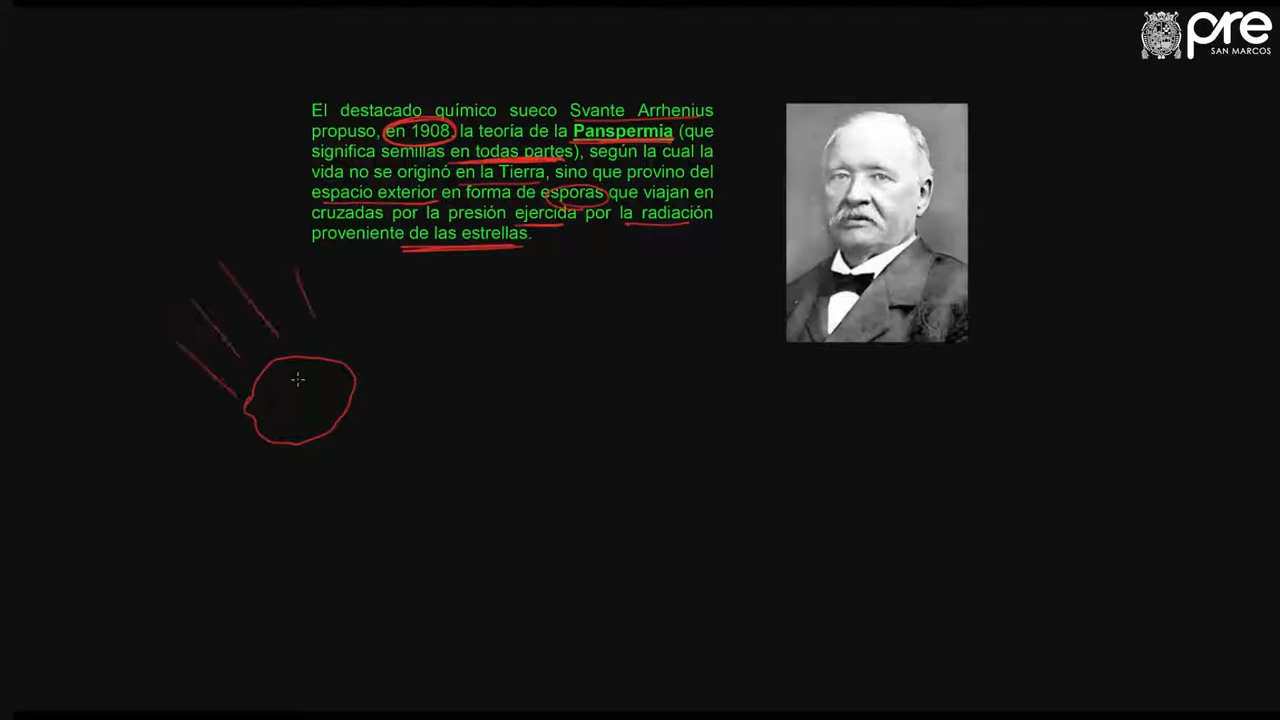 pre
SAN MARCOS
El destacado químico sueco Svante Arrhenius
propuso, en 1908, la teoría de la Panspermia (que
significa semillas en todas partes), según la cual la
vida no se originó en la Tierra, sino que provino del
espacio exterior en forma de esporas que viajan en
cruzadas por la presión ejercida por la radiación
proveniente de las estrellas.